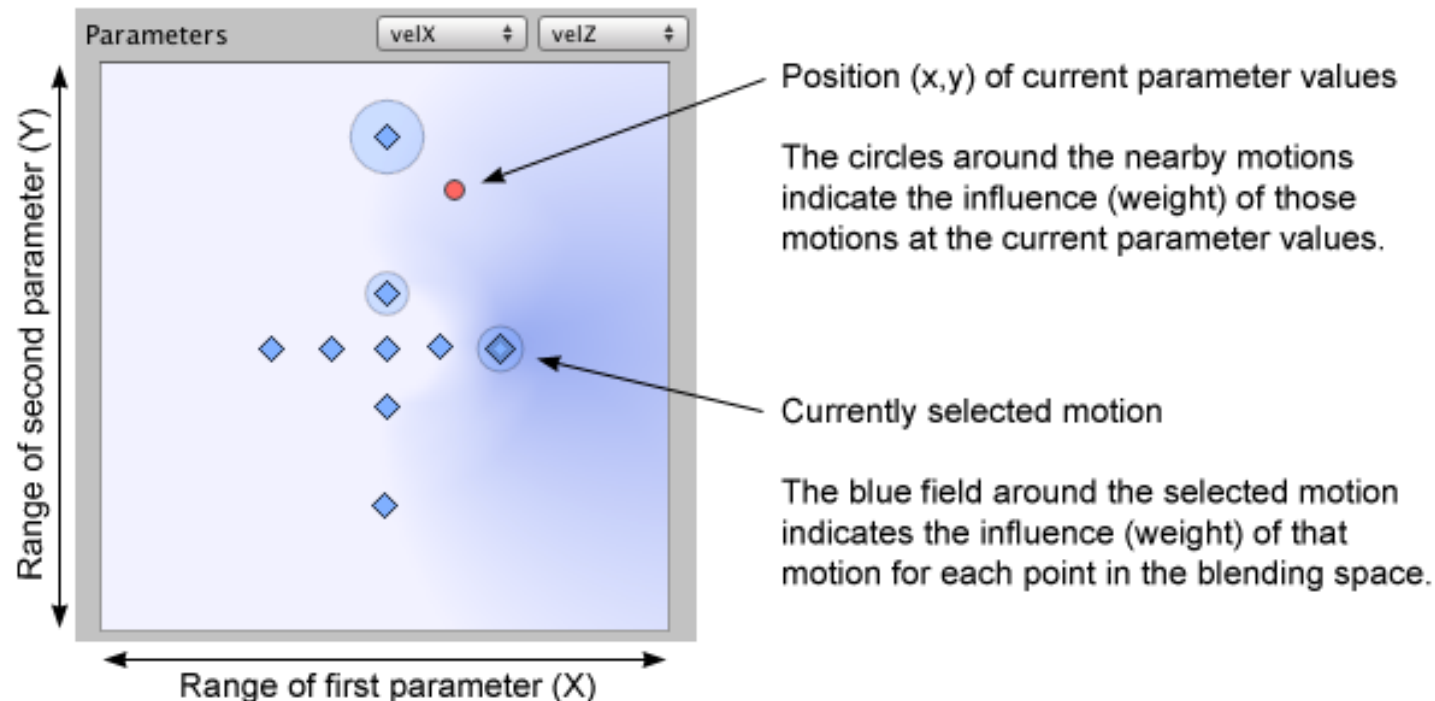 Parameters velX velZ
Position (x,y) of current parameter values
The circles around the nearby motions
indicate the influence (weight) of those
motions at the current parameter values.
Range of second parameter (Y)
Currently selected motion
The blue field around the selected motion
indicates the influence (weight) of that
motion for each point in the blending space.
Range of first parameter (X)